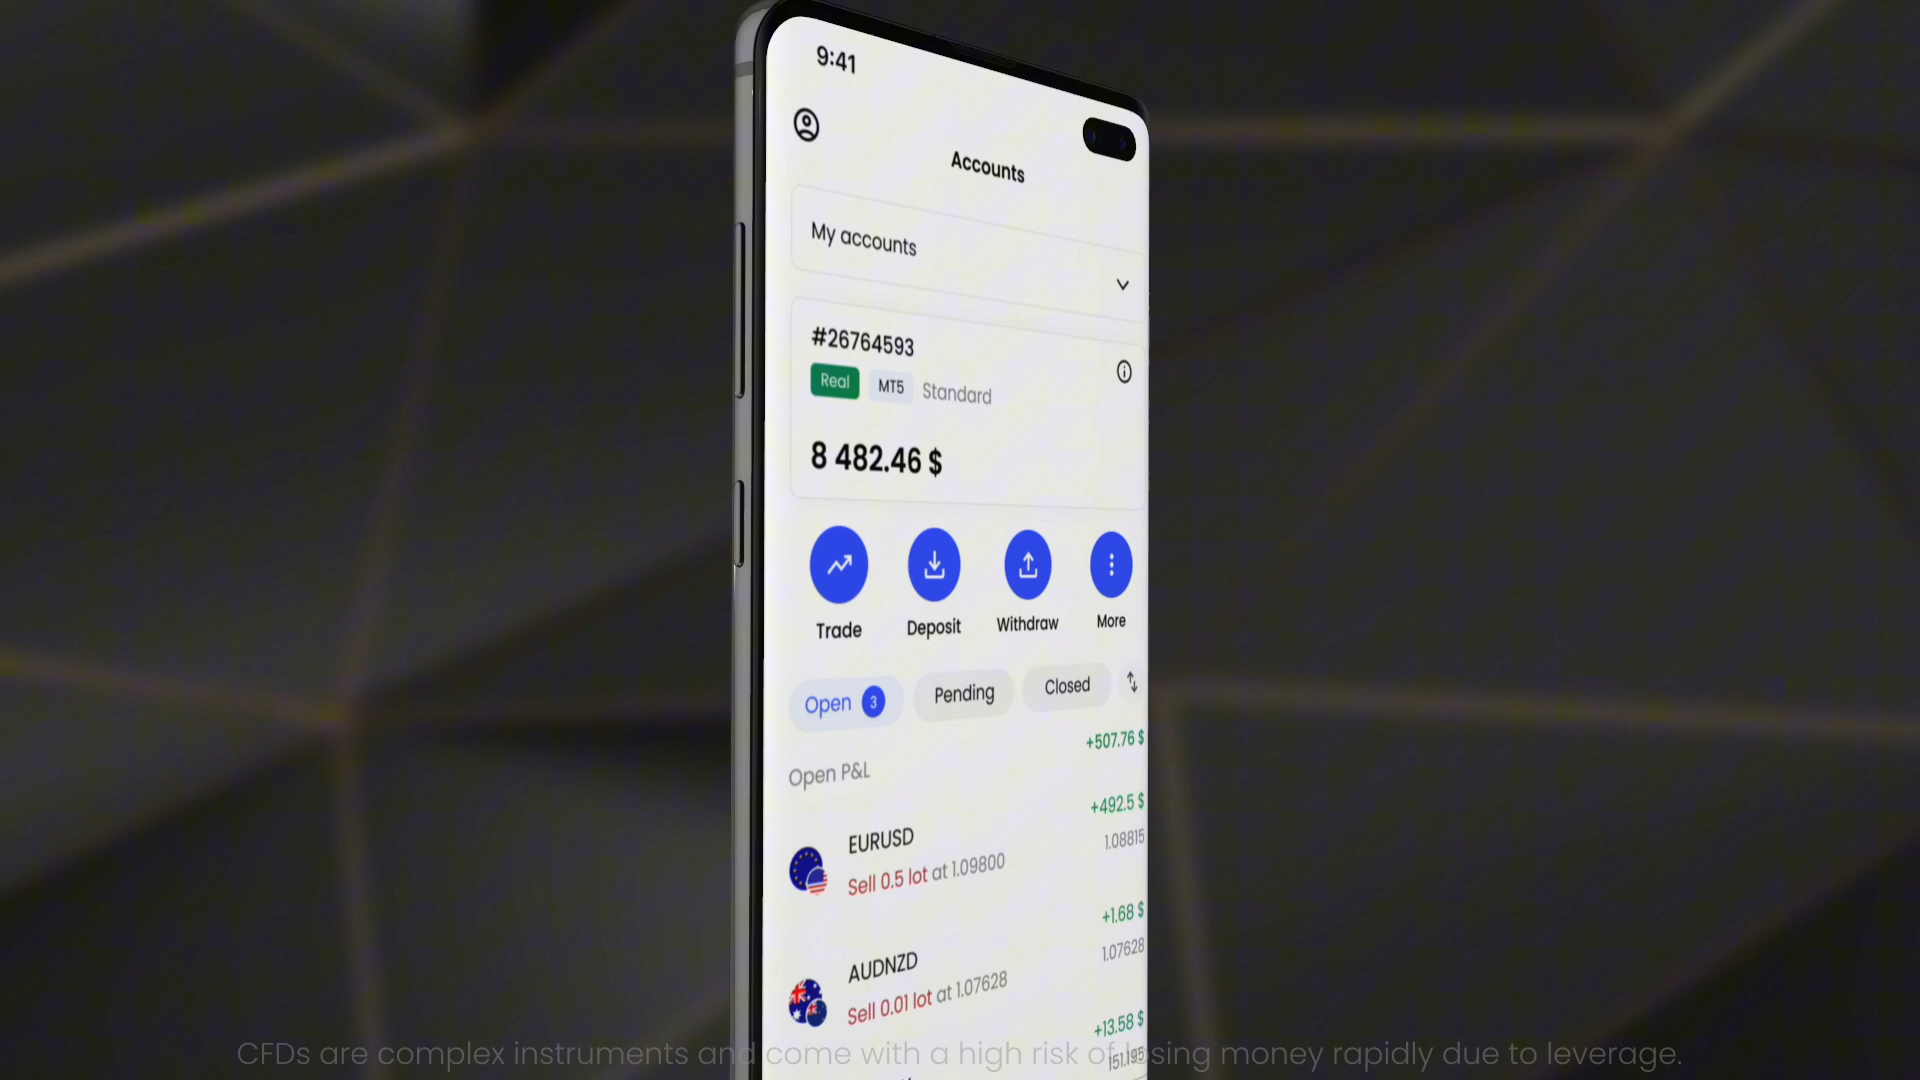 9:41
Accounts
My accounts
#26764593
Real MT5 Standard
8 482.46 $
Trade Deposit Withdraw More
Open 3 Pending Closed
Open P&L +507.76 $
EURUSD +492.5 $
Sell 0.5 lot at 1.09800 1.08815
AUDNZD +1.68 $
Sell 0.01 lot at 1.07628 1.07628
+13.58 $
151.195
CFDs are complex instruments and come with a high risk of losing money rapidly due to leverage.